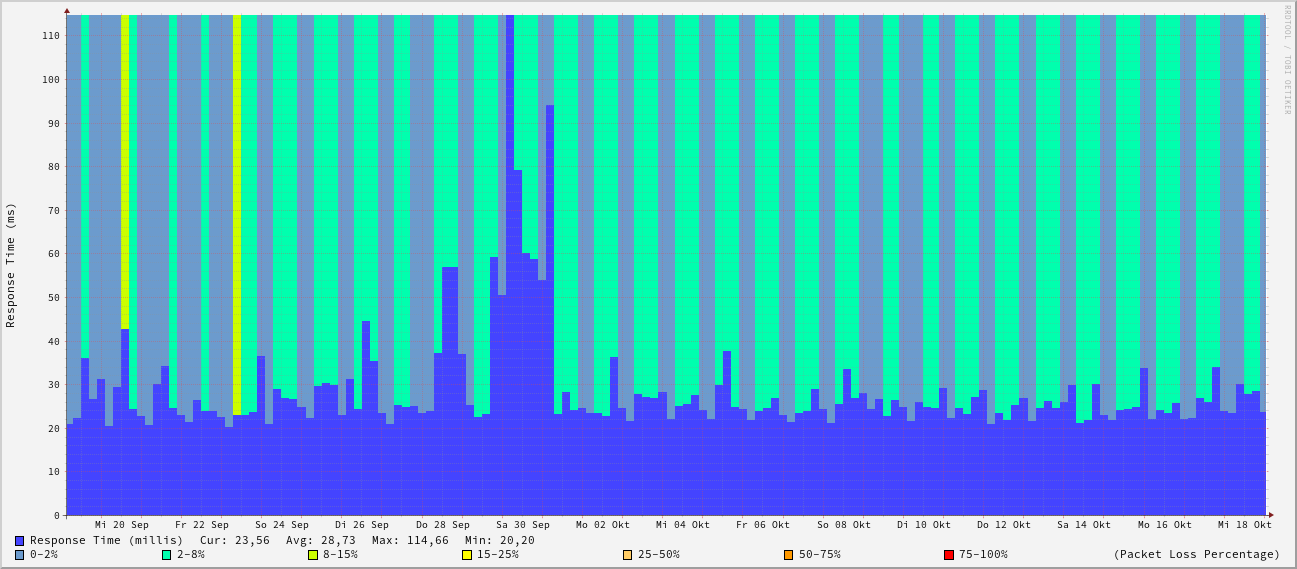 RRDTOOL / TOBI OETIKER
Response Time (ms)
110
100
90
80
70
60
50
40
30
20
10
0
Mi 20 Sep Fr 22 Sep So 24 Sep Di 26 Sep Do 28 Sep Sa 30 Sep Mo 02 Okt Mi 04 Okt Fr 06 Okt So 08 Okt Di 10 Okt Do 12 Okt Sa 14 Okt Mo 16 Okt Mi 18 Okt
Response Time (millis) Cur: 23,56 Avg: 28,73 Max: 114,66 Min: 20,20
0-2% 2-8% 8-15% 15-25% 25-50% 50-75% 75-100% (Packet Loss Percentage)